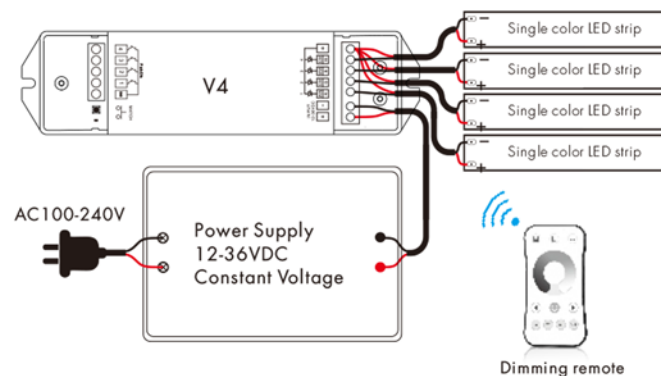 V4
Single color LED strip
Single color LED strip
Single color LED strip
Single color LED strip
AC100-240V
Power Supply
12-36VDC
Constant Voltage
Dimming remote